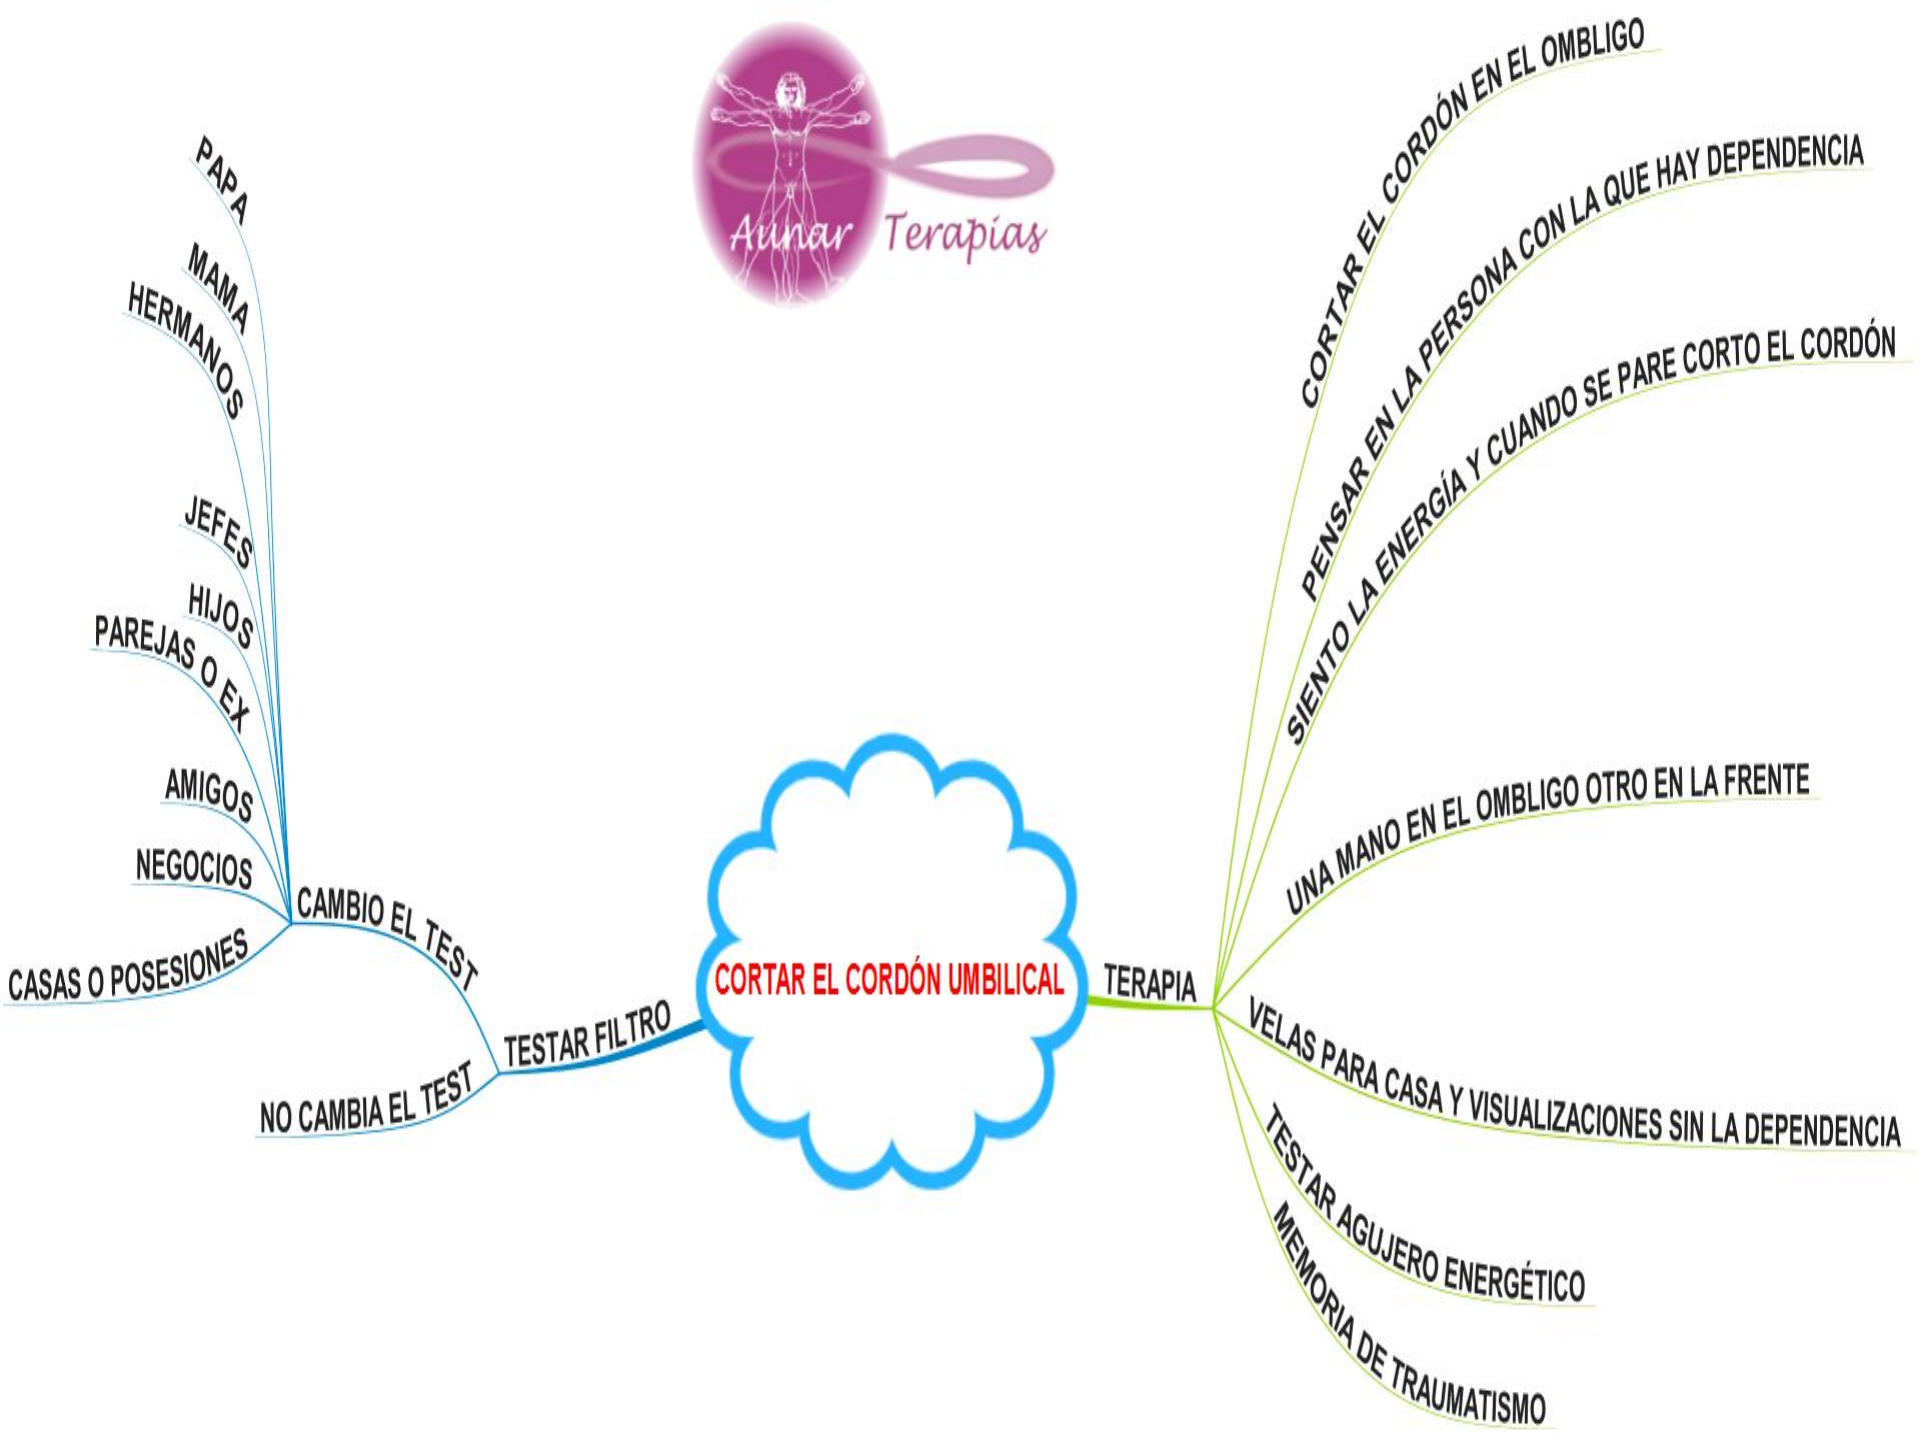 Aunar Terapias
CORTAR EL CORDÓN UMBILICAL
TERAPIA
CORTAR EL CORDÓN EN EL OMBLIGO
PENSAR EN LA PERSONA CON LA QUE HAY DEPENDENCIA
SIENTO LA ENERGÍA Y CUANDO SE PARE CORTO EL CORDÓN
UNA MANO EN EL OMBLIGO OTRO EN LA FRENTE
VELAS PARA CASA Y VISUALIZACIONES SIN LA DEPENDENCIA
TESTAR AGUJERO ENERGÉTICO
MEMORIA DE TRAUMATISMO
TESTAR FILTRO
CAMBIO EL TEST
PAPA
MAMA
HERMANOS
JEFES
HIJOS
PAREJAS O EX
AMIGOS
NEGOCIOS
CASAS O POSESIONES
NO CAMBIA EL TEST